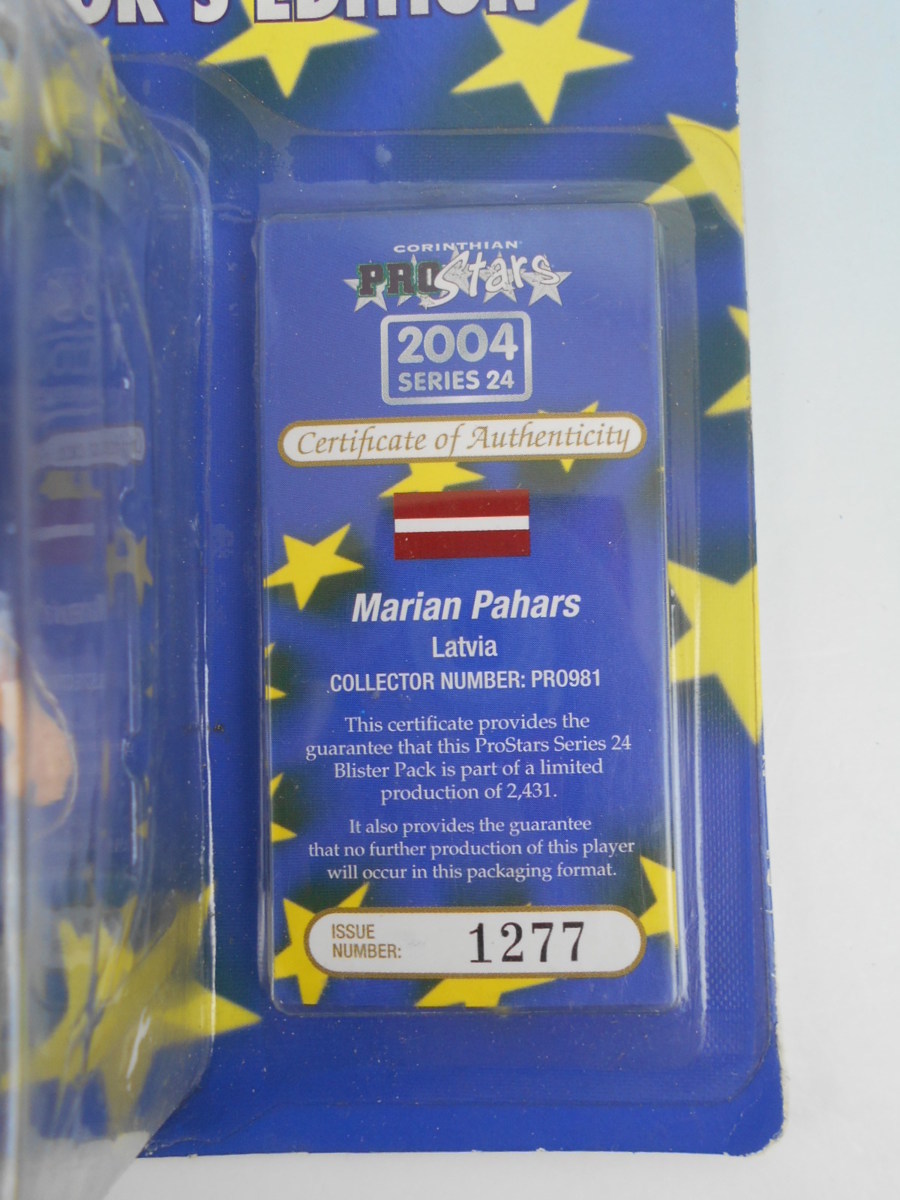 OR'S EDITION
CORINTHIAN
PROStars
2004
SERIES 24
Certificate of Authenticity
Marian Pahars
Latvia
COLLECTOR NUMBER: PRO981
This certificate provides the
guarantee that this ProStars Series 24
Blister Pack is part of a limited
production of 2,431.
It also provides the guarantee
that no further production of this player
will occur in this packaging format.
ISSUE
NUMBER:
1277